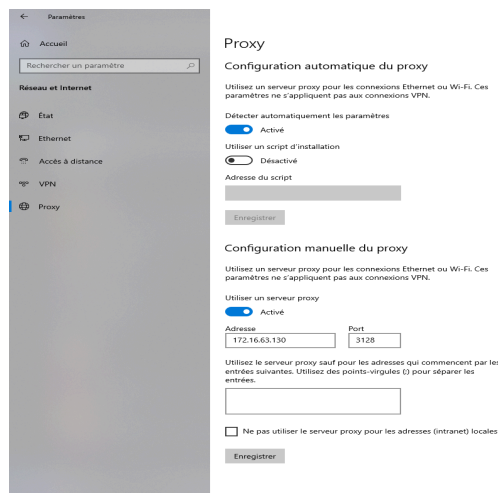 Paramètres
Accueil
Rechercher un paramètre
Réseau et Internet
État
Ethernet
Accès à distance
VPN
Proxy
Proxy
Configuration automatique du proxy
Utilisez un serveur proxy pour les connexions Ethernet ou Wi-Fi. Ces
paramètres ne s'appliquent pas aux connexions VPN.
Détecter automatiquement les paramètres
Activé
Utiliser un script d'installation
Désactivé
Adresse du script
Enregistrer
Configuration manuelle du proxy
Utilisez un serveur proxy pour les connexions Ethernet ou Wi-Fi. Ces
paramètres ne s'appliquent pas aux connexions VPN.
Utiliser un serveur proxy
Activé
Adresse Port
172.16.63.130 3128
Utilisez le serveur proxy sauf pour les adresses qui commencent par les
entrées suivantes. Utilisez des points-virgules (;) pour séparer les
entrées.
Ne pas utiliser le serveur proxy pour les adresses (intranet) locales
Enregistrer